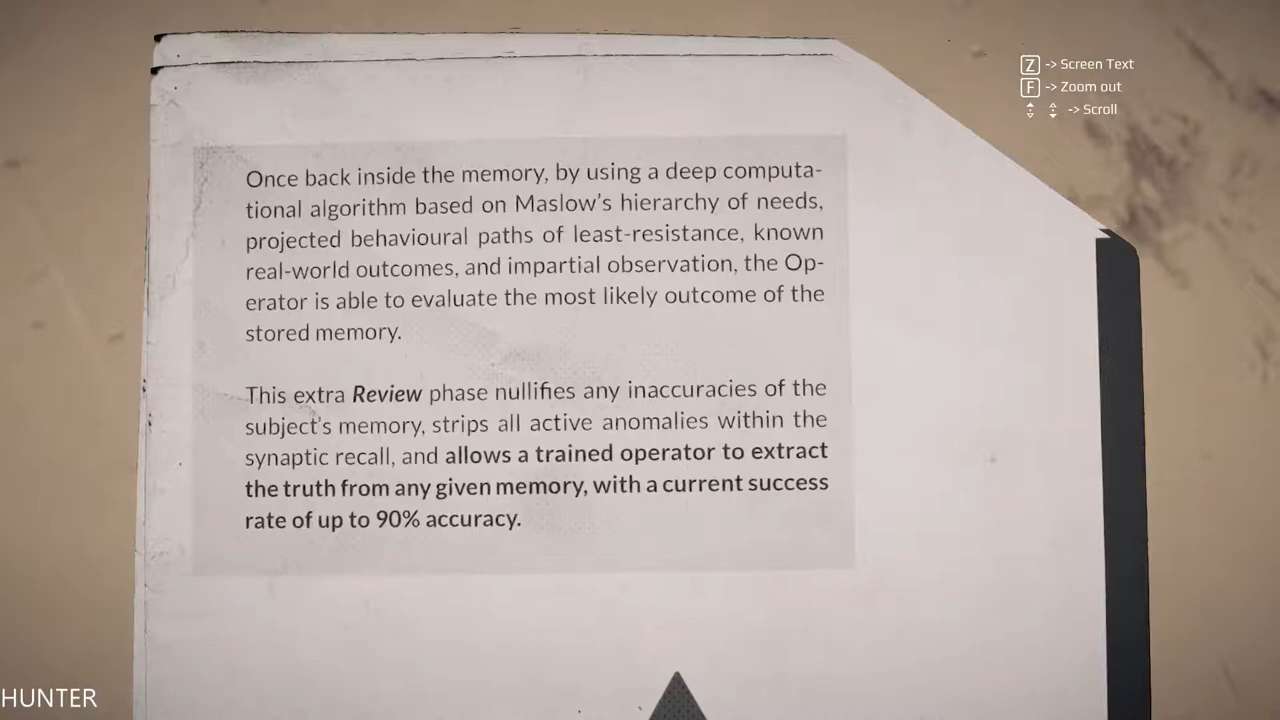 Z -> Screen Text
F -> Zoom out
-> Scroll
Once back inside the memory, by using a deep computa-
tional algorithm based on Maslow's hierarchy of needs,
projected behavioural paths of least-resistance, known
real-world outcomes, and impartial observation, the Op-
erator is able to evaluate the most likely outcome of the
stored memory.
This extra Review phase nullifies any inaccuracies of the
subject's memory, strips all active anomalies within the
synaptic recall, and allows a trained operator to extract
the truth from any given memory, with a current success
rate of up to 90% accuracy.
HUNTER